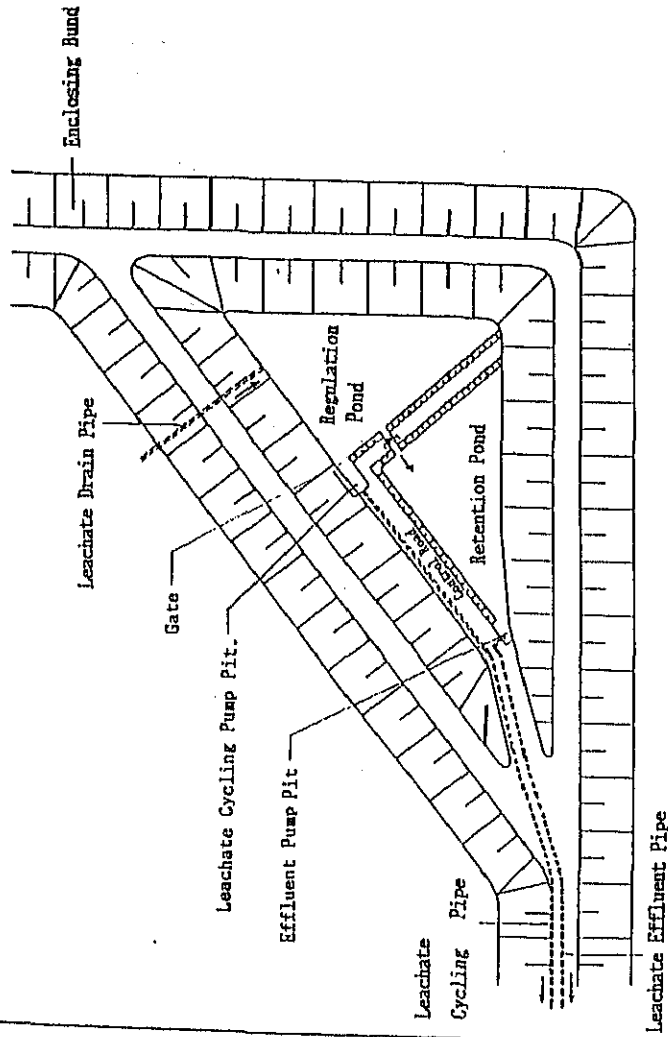 Enclosing Bund
Leachate Drain Pipe
Gate
Leachate Cycling Pump Pit.
Effluent Pump Pit
Regulation
Pond
Control Road
Retention Pond
Leachate
Cycling Pipe
Leachate Effluent Pipe